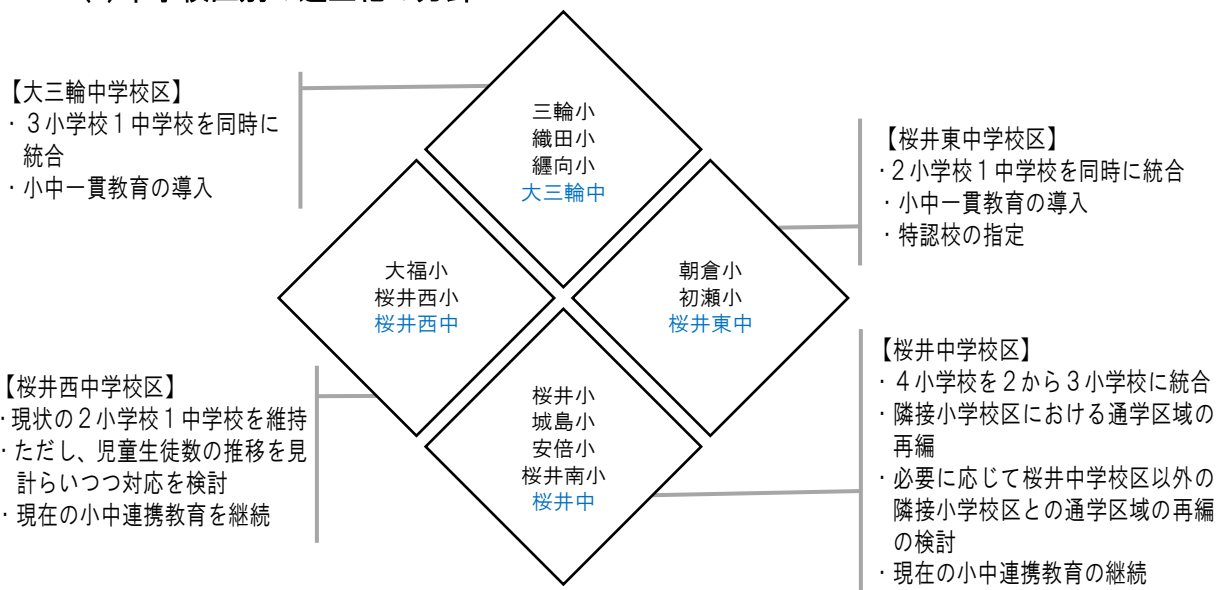 【大三輪中学校区】
・３小学校１中学校を同時に
統合
・小中一貫教育の導入
三輪小
織田小
纒向小
大三輪中
【桜井東中学校区】
・2小学校１中学校を同時に統合
・小中一貫教育の導入
・特認校の指定
大福小
桜井西小
桜井西中
朝倉小
初瀬小
桜井東中
【桜井西中学校区】
・現状の２小学校１中学校を維持
・ただし、児童生徒数の推移を見
計らいつつ対応を検討
・現在の小中連携教育を継続
桜井小
城島小
安倍小
桜井南小
桜井中
【桜井中学校区】
・４小学校を２から３小学校に統合
・隣接小学校区における通学区域の
再編
・必要に応じて桜井中学校区以外の
隣接小学校区との通学区域の再編
の検討
・現在の小中連携教育の継続